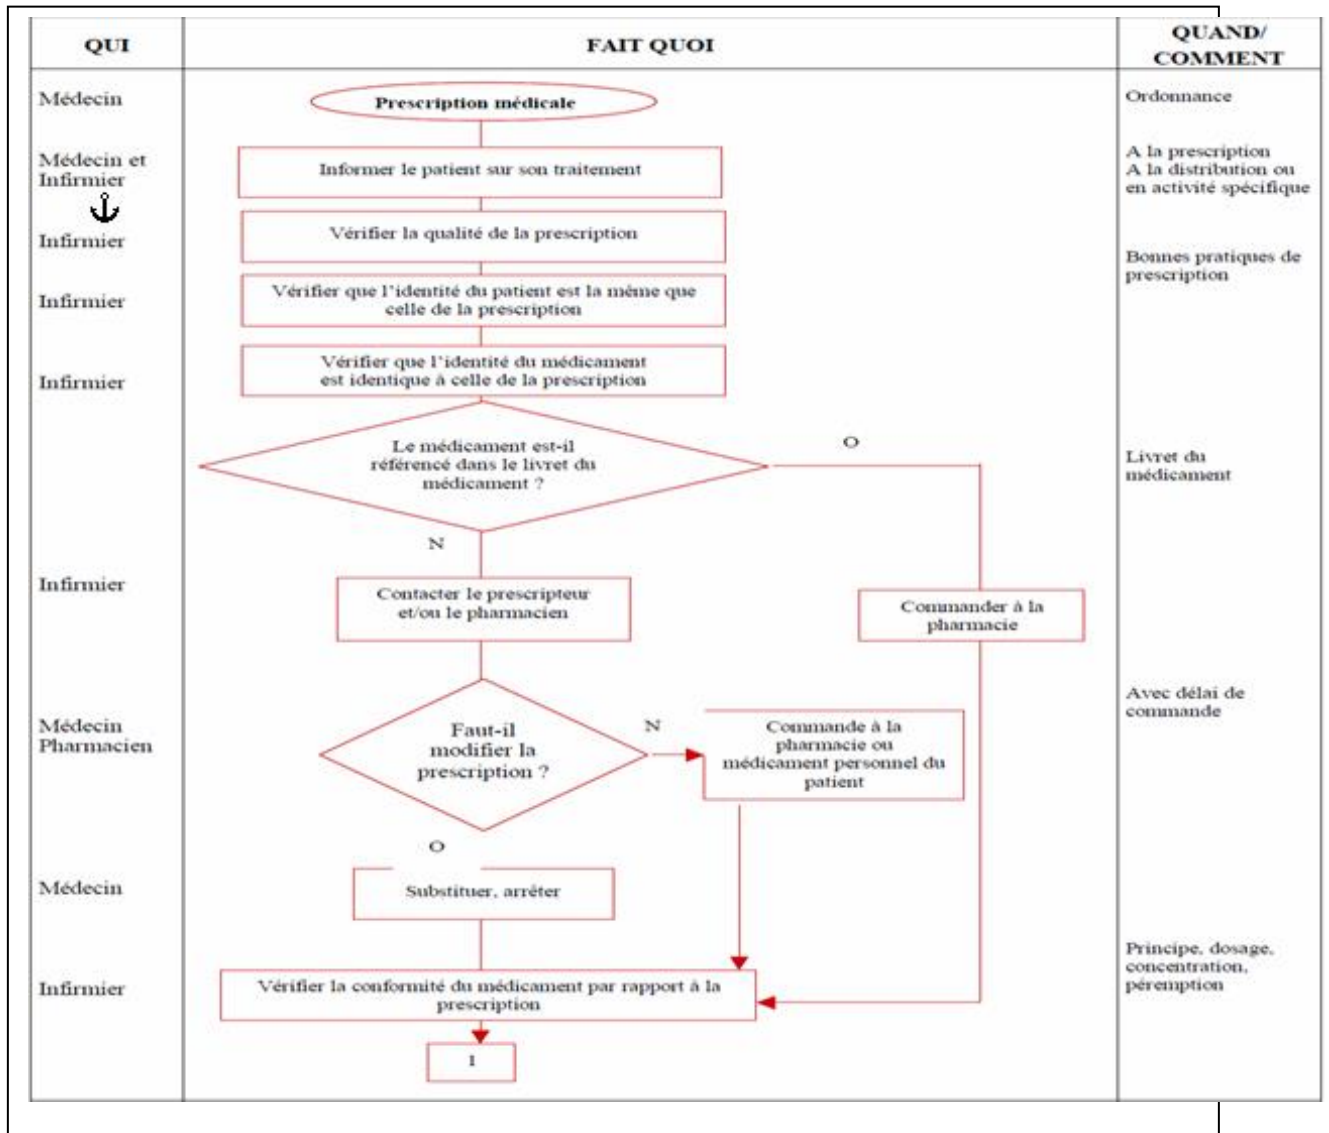 QUI
FAIT QUOI
QUAND/
COMMENT
Médecin
Prescription médicale
Ordonnance
Médecin et
Infirmier
Informer le patient sur son traitement
A la prescription
A la distribution ou
en activité spécifique
Infirmier
Vérifier la qualité de la prescription
Bonnes pratiques de
prescription
Infirmier
Vérifier que l'identité du patient est la même que
celle de la prescription
Infirmier
Vérifier que l'identité du médicament
est identique à celle de la prescription
Le médicament est-il
référencé dans le livret du
médicament ?
O
Livret du
médicament
N
Infirmier
Contacter le prescripteur
et/ou le pharmacien
Commander à la
pharmacie
Médecin
Pharmacien
Faut-il
modifier la
prescription ?
N
Commande à la
pharmacie ou
médicament personnel du
patient
Avec délai de
commande
O
Médecin
Substituer, arrêter
Infirmier
Vérifier la conformité du médicament par rapport à la
prescription
Principe, dosage,
concentration,
péremption
1